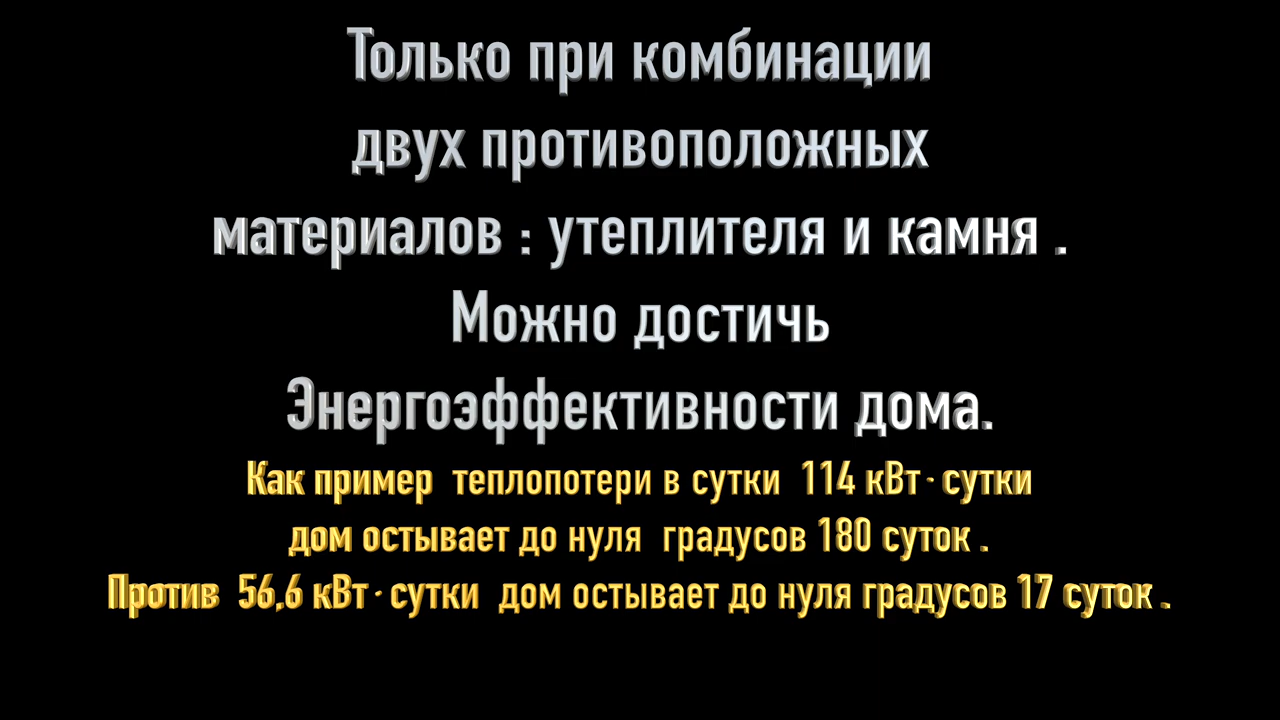 Только при комбинации
двух противоположных
материалов : утеплителя и камня .
Можно достичь
Энергоэффективности дома.
Как пример теплопотери в сутки 114 кВт · сутки
дом остывает до нуля градусов 180 суток .
Против 56,6 кВт · сутки дом остывает до нуля градусов 17 суток .